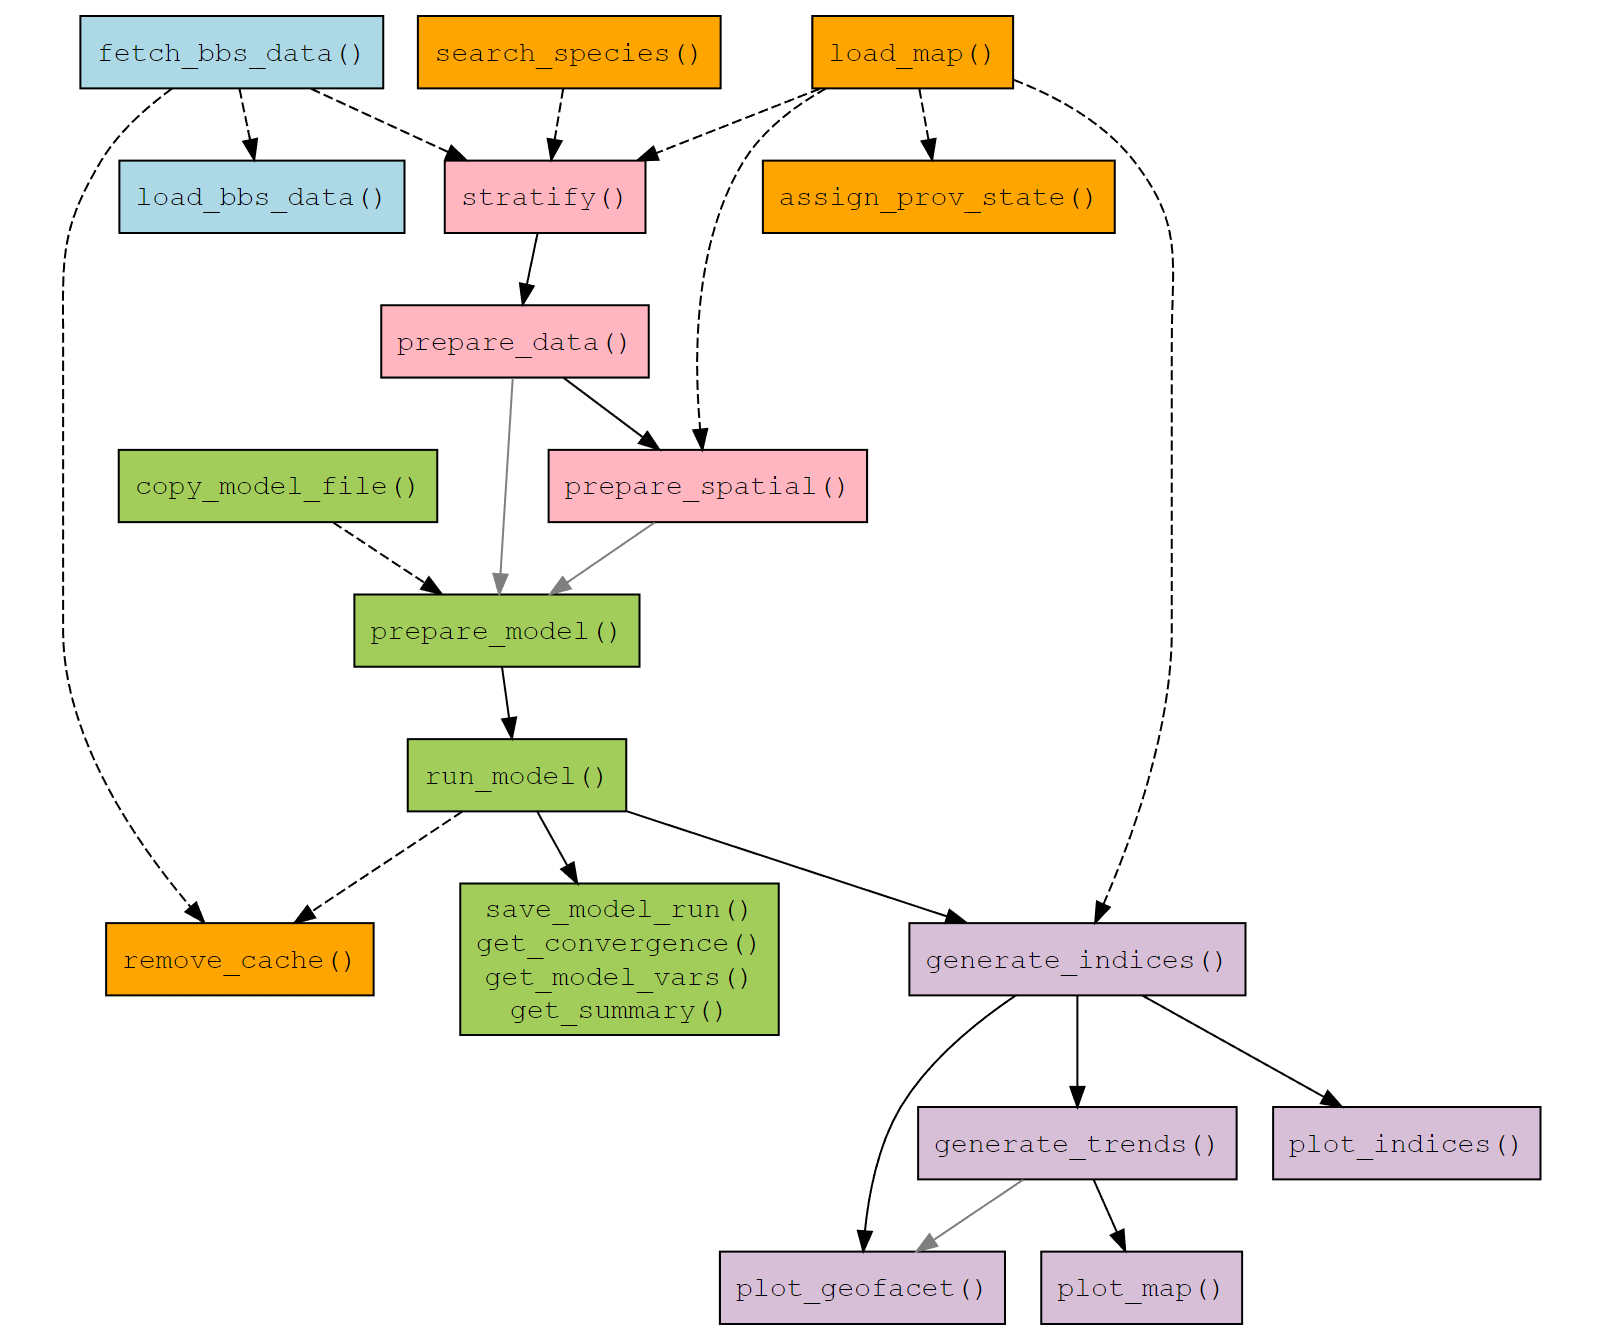 fetch_bbs_data()
search_species()
load_map()
load_bbs_data()
stratify()
assign_prov_state()
prepare_data()
copy_model_file()
prepare_spatial()
prepare_model()
run_model()
save_model_run()
get_convergence()
get_model_vars()
get_summary()
remove_cache()
generate_indices()
generate_trends()
plot_indices()
plot_geofacet()
plot_map()